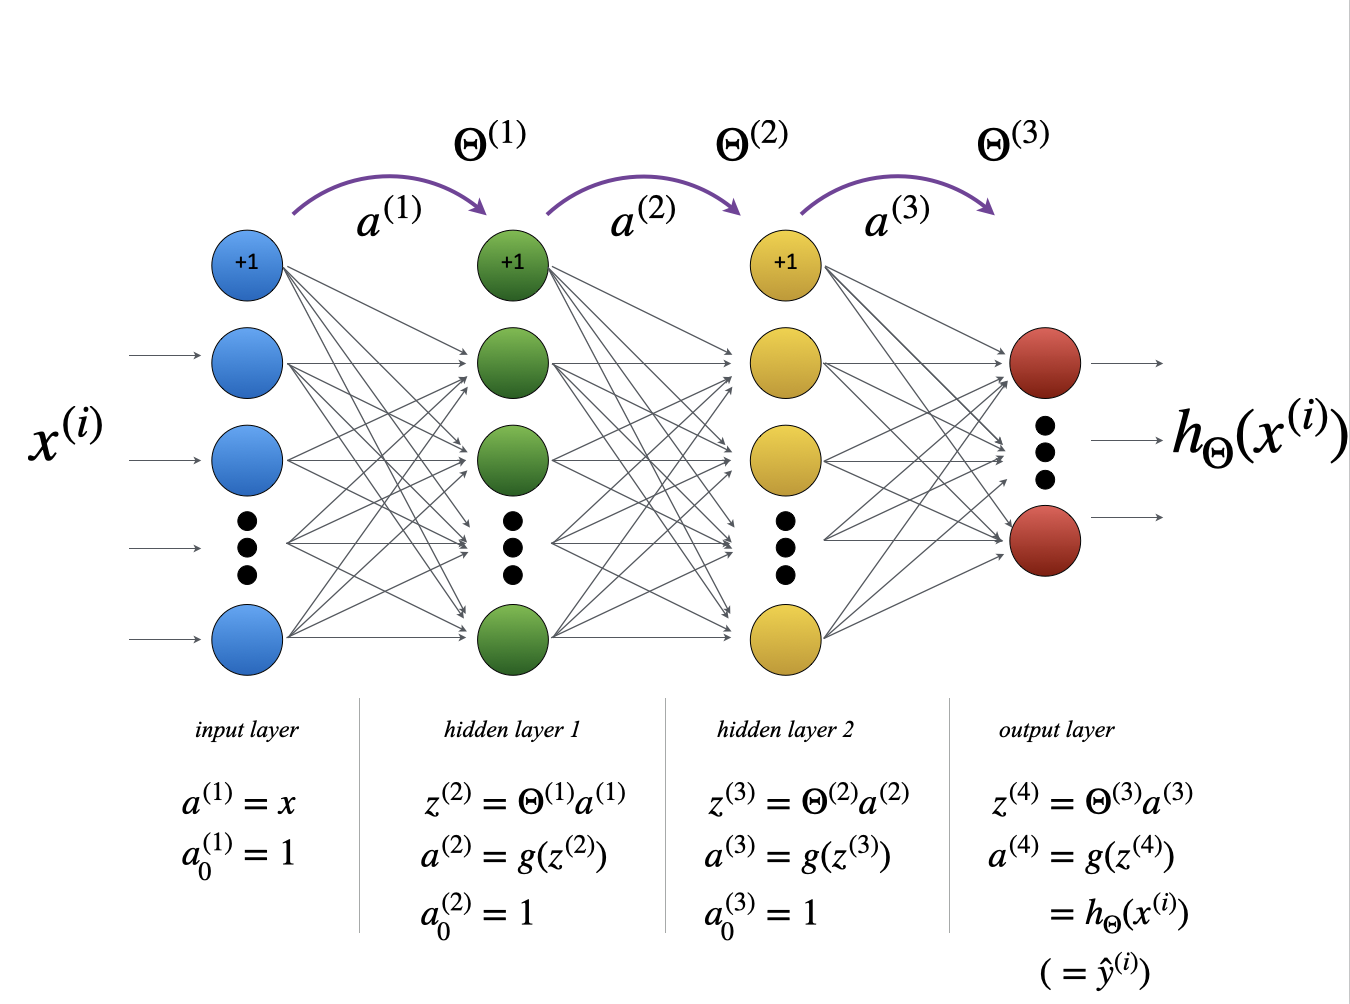 Θ(1) Θ(2) Θ(3)
a(1) a(2) a(3)
+1 +1 +1
x(i)
hΘ(x(i))
input layer
a(1) = x
a0(1) = 1
hidden layer 1
z(2) = Θ(1)a(1)
a(2) = g(z(2))
a0(2) = 1
hidden layer 2
z(3) = Θ(2)a(2)
a(3) = g(z(3))
a0(3) = 1
output layer
z(4) = Θ(3)a(3)
a(4) = g(z(4))
= hΘ(x(i))
( = ŷ(i))